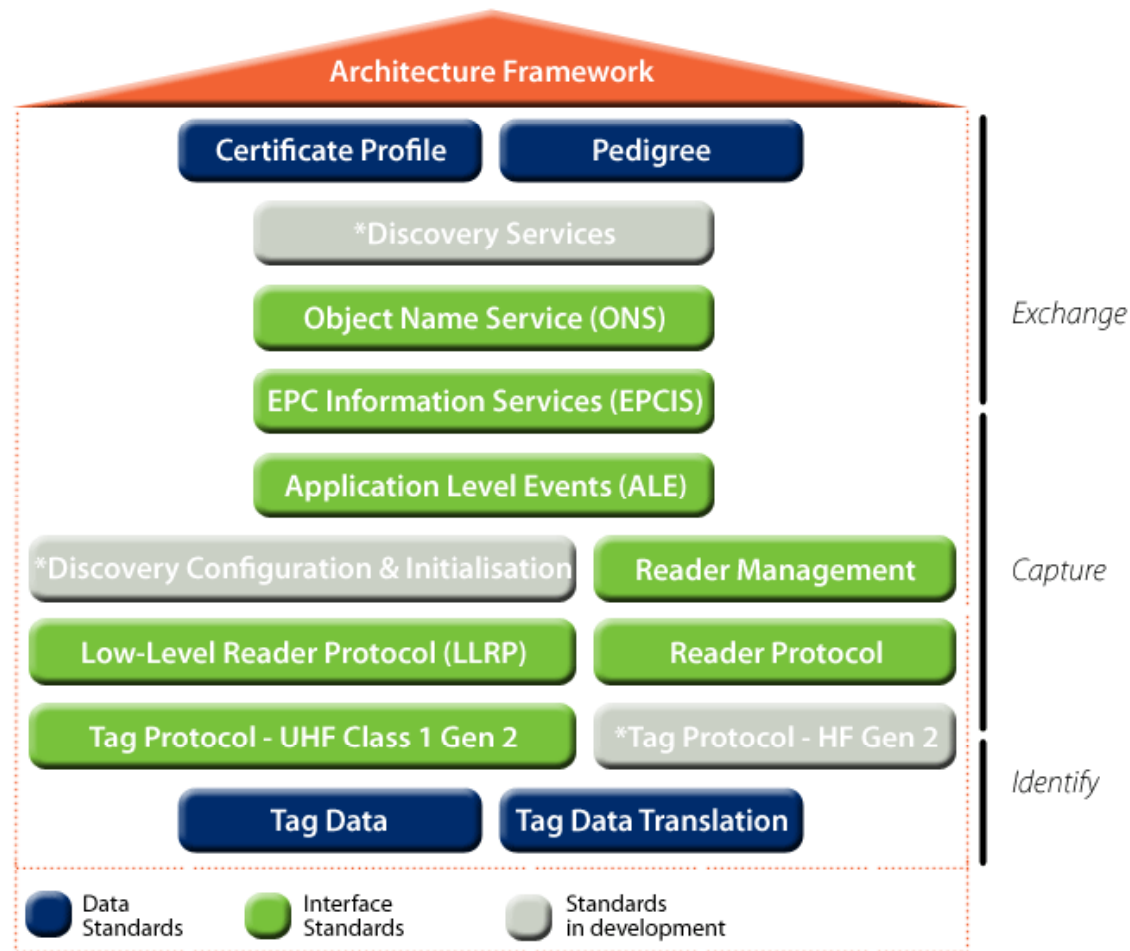 Architecture Framework
Certificate Profile
Pedigree
*Discovery Services
Object Name Service (ONS)
Exchange
EPC Information Services (EPCIS)
Application Level Events (ALE)
*Discovery Configuration & Initialisation
Reader Management
Capture
Low-Level Reader Protocol (LLRP)
Reader Protocol
Tag Protocol - UHF Class 1 Gen 2
*Tag Protocol - HF Gen 2
Identify
Tag Data
Tag Data Translation
Data
Standards
Interface
Standards
Standards
in development